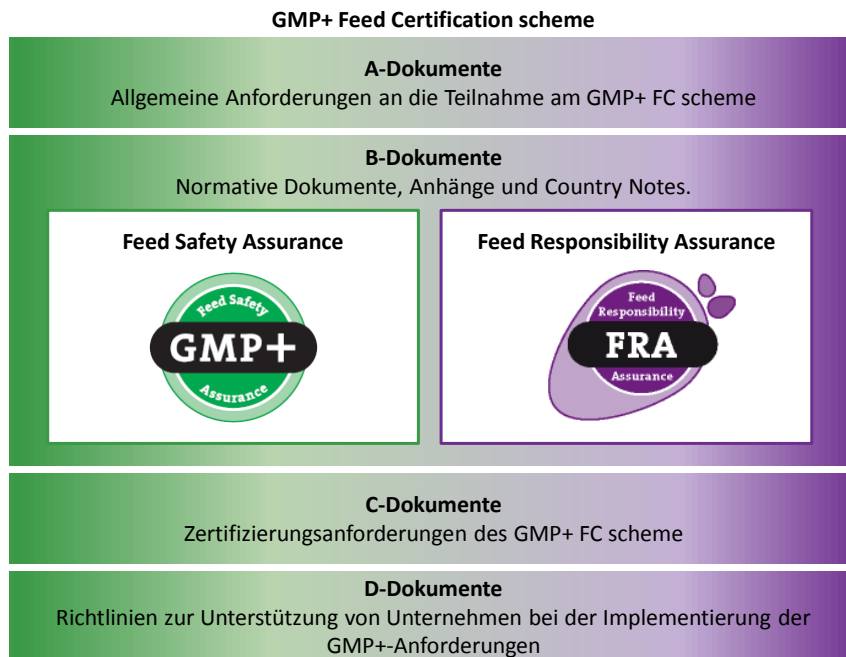 GMP+ Feed Certification scheme
A-Dokumente
Allgemeine Anforderungen an die Teilnahme am GMP+ FC scheme
B-Dokumente
Normative Dokumente, Anhänge und Country Notes.
Feed Safety Assurance
Feed Safety
GMP+
Assurance
Feed Responsibility Assurance
Feed
Responsibility
FRA
Assurance
C-Dokumente
Zertifizierungsanforderungen des GMP+ FC scheme
D-Dokumente
Richtlinien zur Unterstützung von Unternehmen bei der Implementierung der
GMP+-Anforderungen